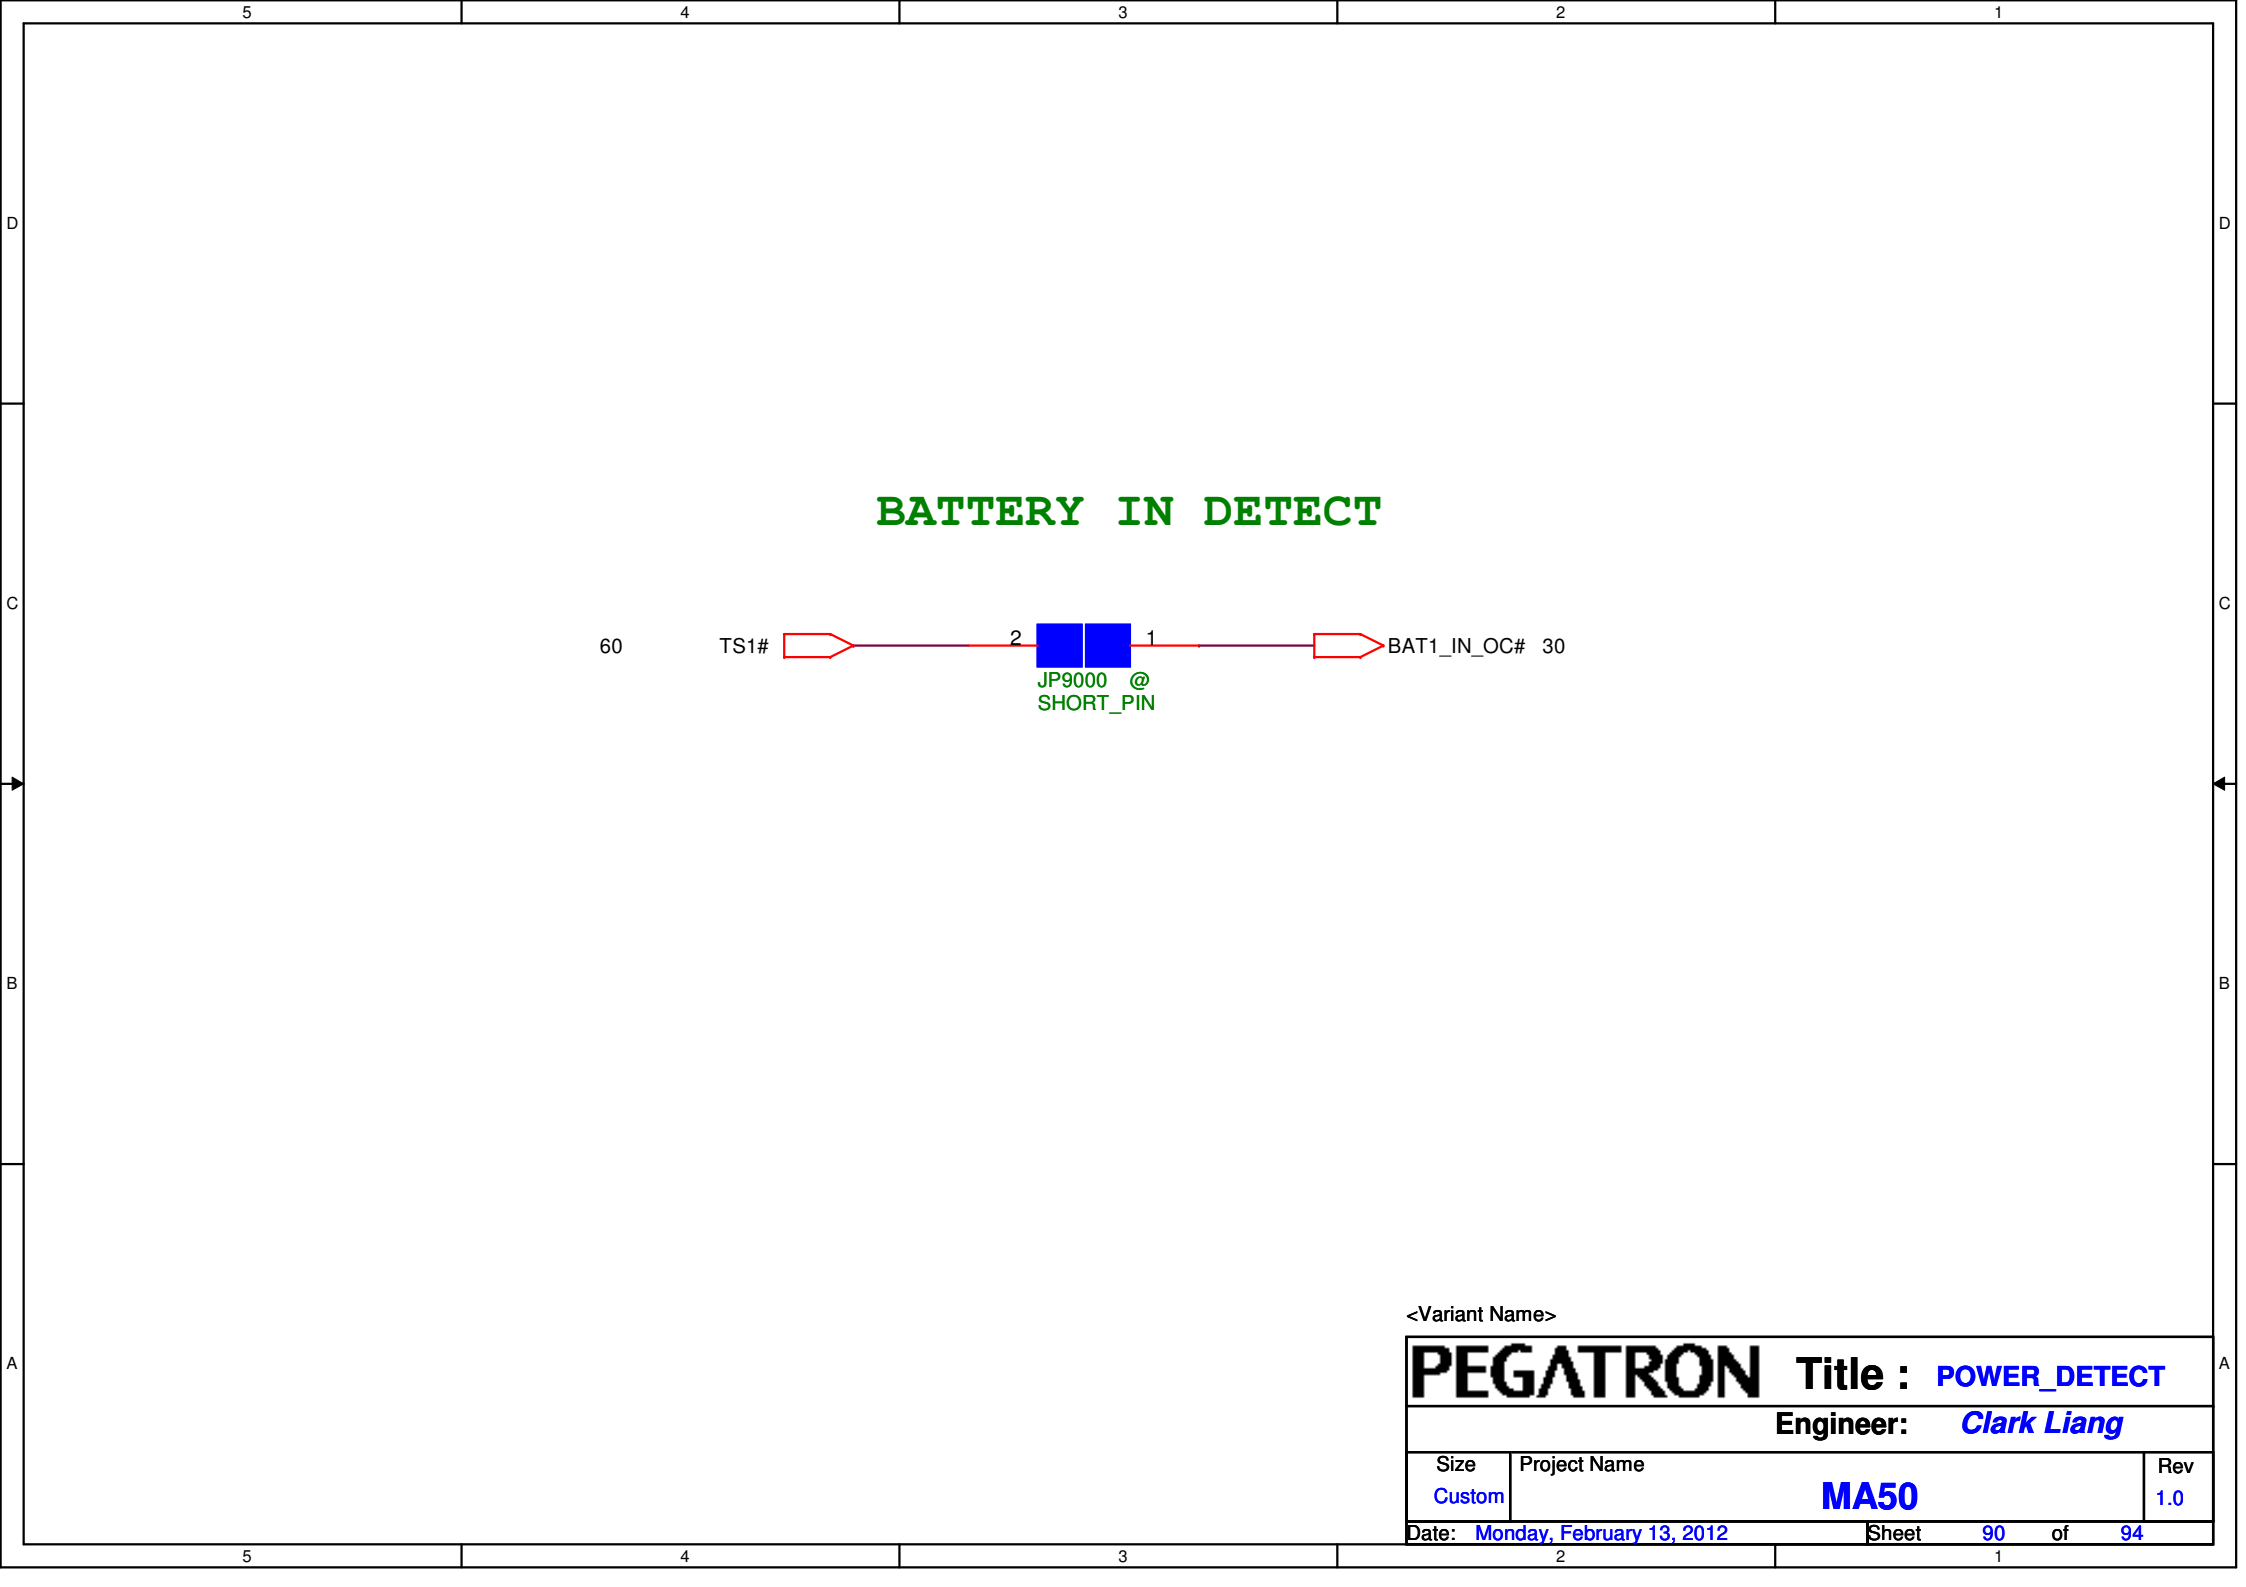 5 4 3 2 1
D D
BATTERY IN DETECT
C C
60 TS1# 2 1 BAT1_IN_OC# 30
JP9000 @
SHORT_PIN
B B
<Variant Name>
A A
PEGATRON Title : POWER_DETECT
Engineer: Clark Liang
Size Project Name Rev
Custom MA50 1.0
Date: Monday, February 13, 2012 Sheet 90 of 94
5 4 3 2 1